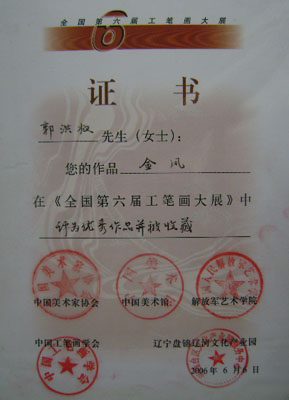 全国第六届工笔画大展
6
证 书
郭洪权 先生（女士）：
您的作品 金风
在《全国第六届工笔画大展》中
评为优秀作品并被收藏
中国美术家协会 中国美术馆 解放军艺术学院
中国工笔画学会 辽宁盘锦辽河文化产业园
2006年6月6日